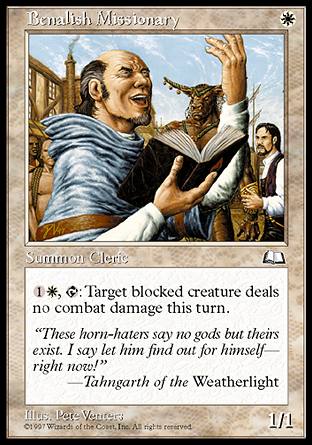 Benalish Missionary
Summon Cleric
1W, T: Target blocked creature deals
no combat damage this turn.
“These horn-haters say no gods but theirs
exist. I say let him find out for himself—
right now!”
—Tahngarth of the Weatherlight
Illus. Pete Venters
©1997 Wizards of the Coast, Inc. All rights reserved.
1/1